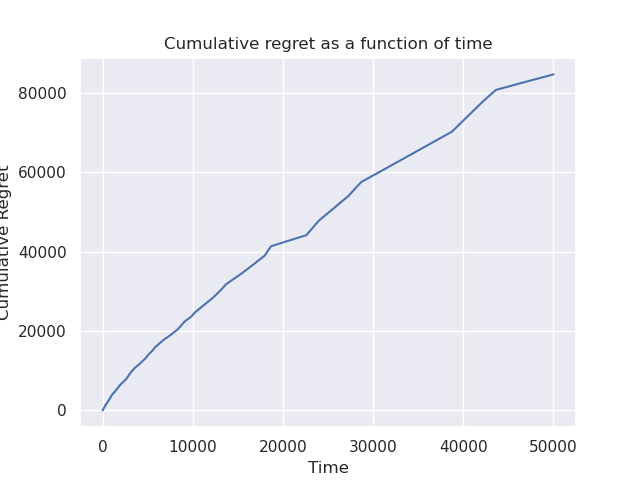 Cumulative regret as a function of time
Cumulative Regret
80000
60000
40000
20000
0
0 10000 20000 30000 40000 50000
Time